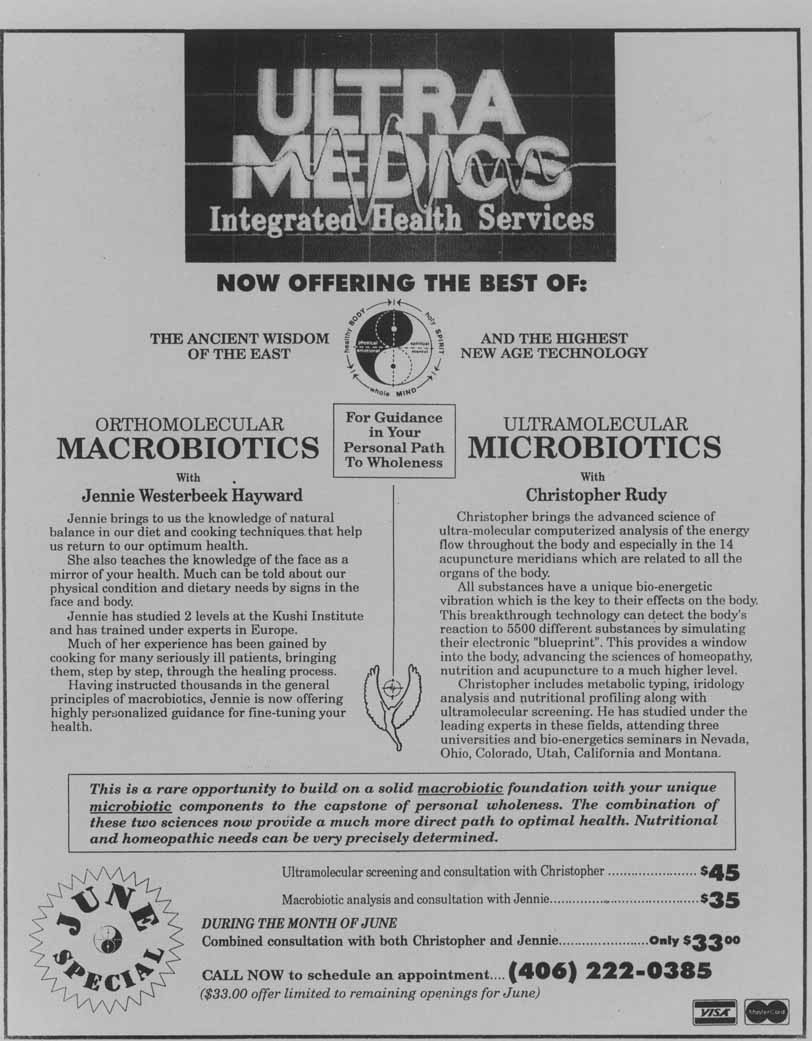 ULTRA
MEDICS
Integrated Health Services
NOW OFFERING THE BEST OF:
THE ANCIENT WISDOM
OF THE EAST
healthy BODY
holy SPIRIT
whole MIND
physical
emotional
spiritual
mental
AND THE HIGHEST
NEW AGE TECHNOLOGY
ORTHOMOLECULAR
MACROBIOTICS
With
Jennie Westerbeek Hayward
Jennie brings to us the knowledge of natural
balance in our diet and cooking techniques that help
us return to our optimum health.
She also teaches the knowledge of the face as a
mirror of your health. Much can be told about our
physical condition and dietary needs by signs in the
face and body.
Jennie has studied 2 levels at the Kushi Institute
and has trained under experts in Europe.
Much of her experience has been gained by
cooking for many seriously ill patients, bringing
them, step by step, through the healing process.
Having instructed thousands in the general
principles of macrobiotics, Jennie is now offering
highly personalized guidance for fine-tuning your
health.
For Guidance
in Your
Personal Path
To Wholeness
ULTRAMOLECULAR
MICROBIOTICS
With
Christopher Rudy
Christopher brings the advanced science of
ultra-molecular computerized analysis of the energy
flow throughout the body and especially in the 14
acupuncture meridians which are related to all the
organs of the body.
All substances have a unique bio-energetic
vibration which is the key to their effects on the body.
This breakthrough technology can detect the body's
reaction to 5500 different substances by simulating
their electronic "blueprint". This provides a window
into the body, advancing the sciences of homeopathy,
nutrition and acupuncture to a much higher level.
Christopher includes metabolic typing, iridology
analysis and nutritional profiling along with
ultramolecular screening. He has studied under the
leading experts in these fields, attending three
universities and bio-energetics seminars in Nevada,
Ohio, Colorado, Utah, California and Montana.
This is a rare opportunity to build on a solid macrobiotic foundation with your unique
microbiotic components to the capstone of personal wholeness. The combination of
these two sciences now provide a much more direct path to optimal health. Nutritional
and homeopathic needs can be very precisely determined.
JUNE
SPECIAL
Ultramolecular screening and consultation with Christopher ........................ $45
Macrobiotic analysis and consultation with Jennie....................................... $35
DURING THE MONTH OF JUNE
Combined consultation with both Christopher and Jennie.......................Only $33 00
CALL NOW to schedule an appointment.... (406) 222-0385
($33.00 offer limited to remaining openings for June)
VISA
MasterCard